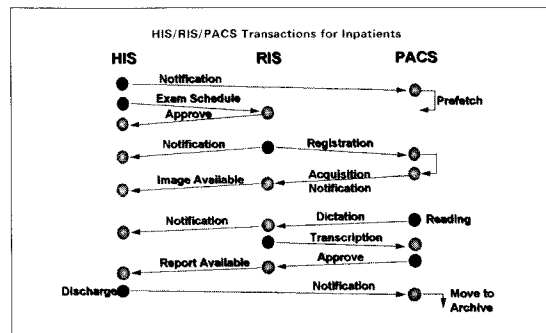 HIS/RIS/PACS Transactions for Inpatients
HIS RIS PACS
Notification
Prefetch
Exam Schedule
Approve
Notification Registration
Image Available Acquisition
Notification
Notification Dictation Reading
Transcription
Report Available Approve
Discharge Notification Move to
Archive